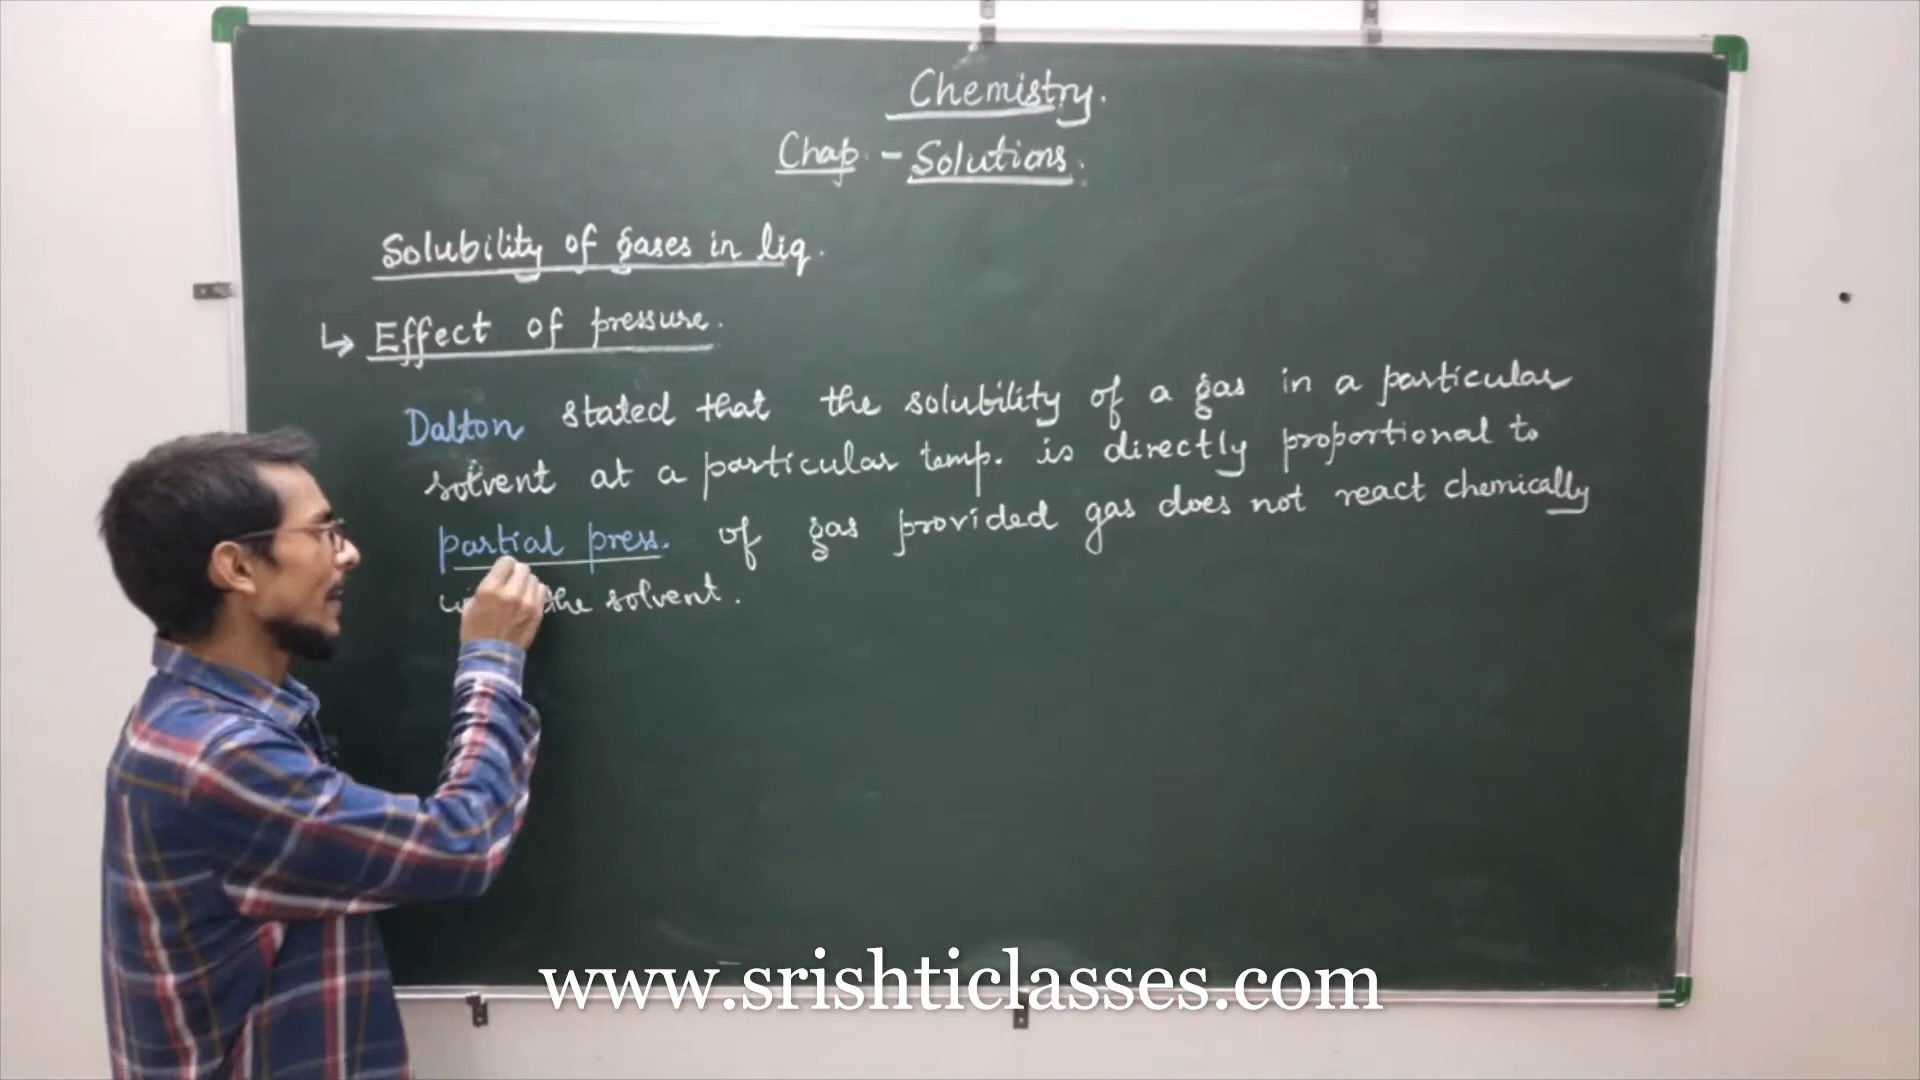 Chemistry.
Chap. - Solutions.
Solubility of gases in liq.
↳ Effect of pressure.
Dalton stated that the solubility of a gas in a particular
solvent at a particular temp. is directly proportional to
partial press. of gas provided gas does not react chemically
the solvent.
www.srishticlasses.com